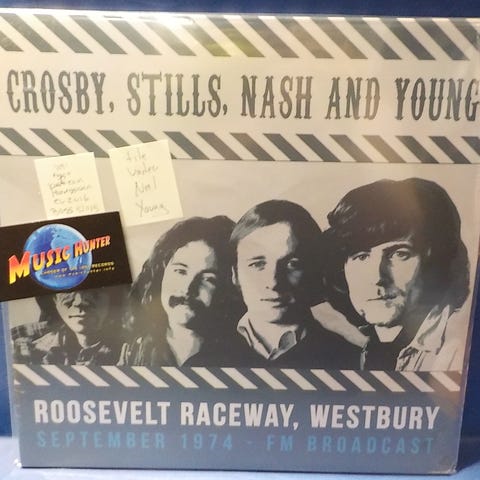 CROSBY, STILLS, NASH AND YOUNG
File
Under
Neil
Young
MUSIC HUNTER
ROOSEVELT RACEWAY, WESTBURY
SEPTEMBER 1974 - FM BROADCAST